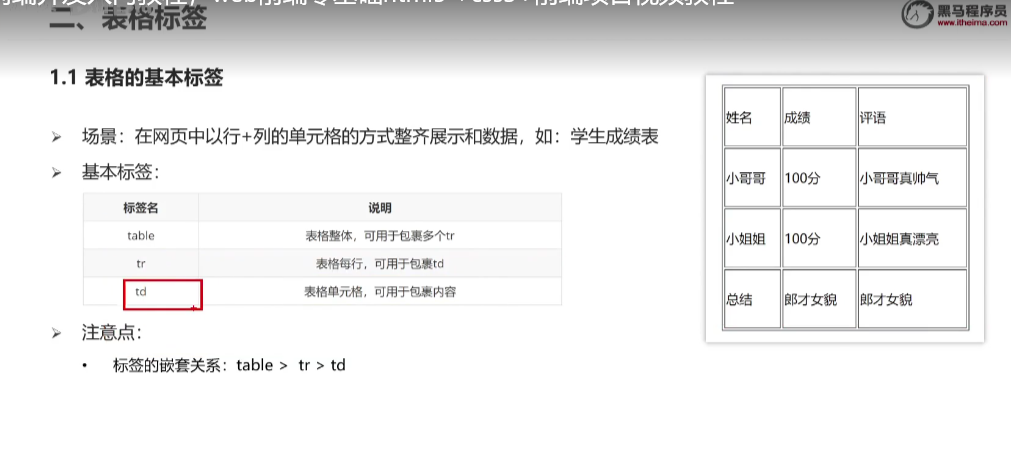 二、表格标签
黑马程序员
www.itheima.com
1.1 表格的基本标签
➢ 场景：在网页中以行+列的单元格的方式整齐展示和数据，如：学生成绩表
➢ 基本标签：
标签名 说明
table 表格整体，可用于包裹多个tr
tr 表格每行，可用于包裹td
td 表格单元格，可用于包裹内容
➢ 注意点：
• 标签的嵌套关系：table > tr > td
姓名 成绩 评语
小哥哥 100分 小哥哥真帅气
小姐姐 100分 小姐姐真漂亮
总结 郎才女貌 郎才女貌